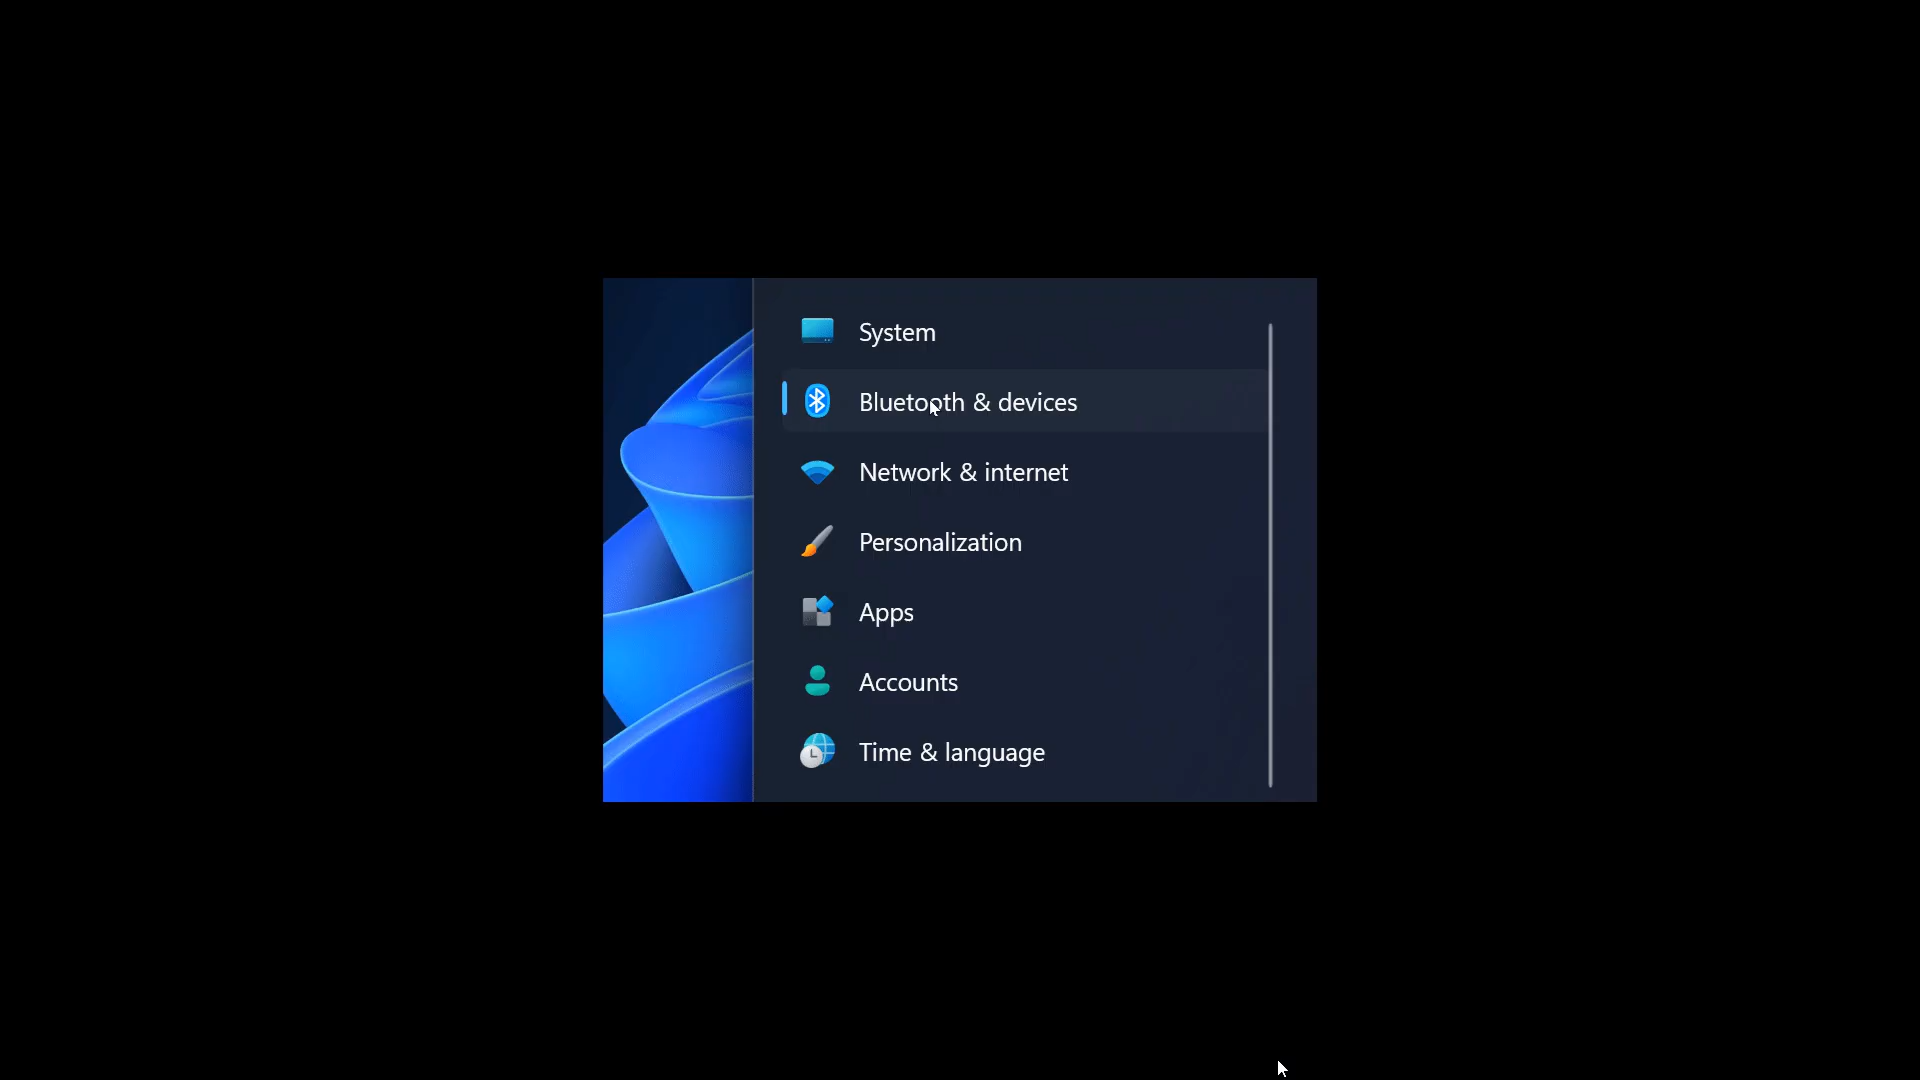 System
Bluetooth & devices
Network & internet
Personalization
Apps
Accounts
Time & language